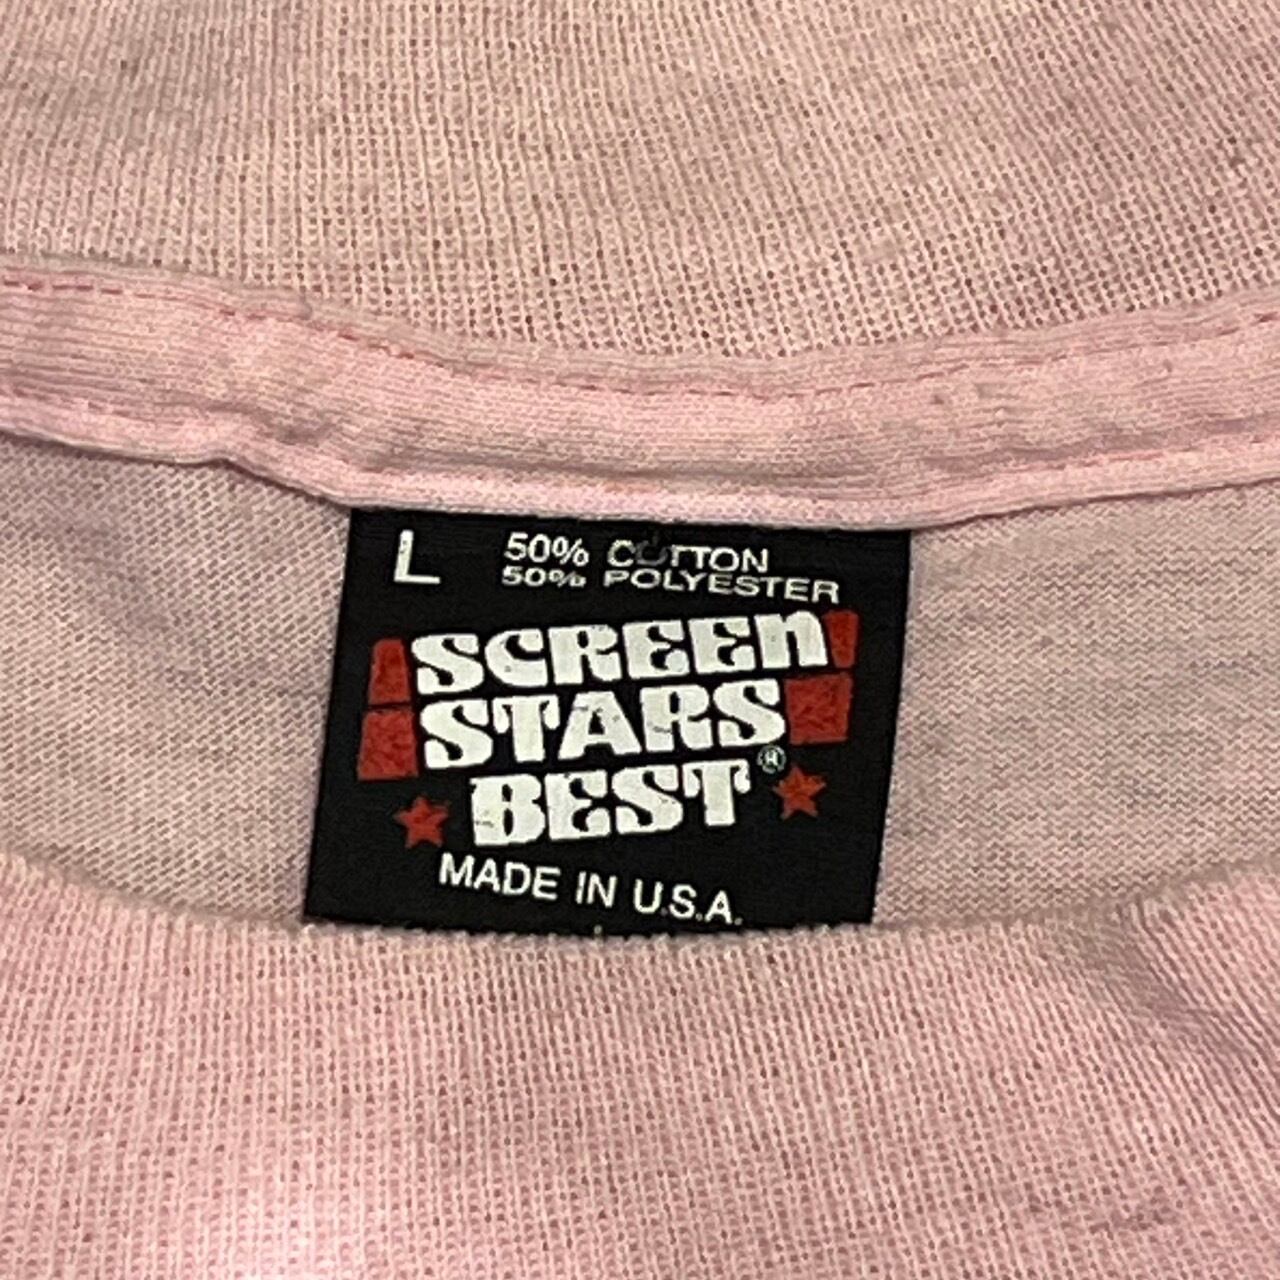 L
50% COTTON
50% POLYESTER
SCREEn
STARS
BEST®
MADE IN U.S.A.